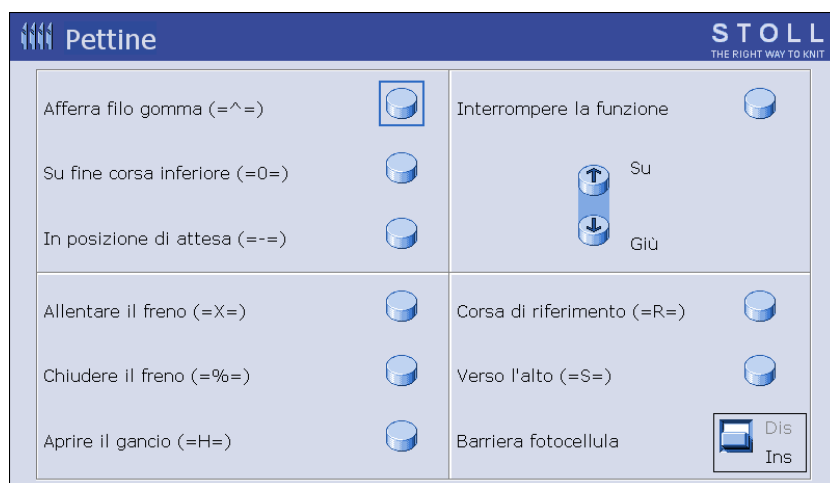 Pettine
STOLL
THE RIGHT WAY TO KNIT
Afferra filo gomma (=^=)
Su fine corsa inferiore (=0=)
In posizione di attesa (=-=)
Interrompere la funzione
Su
Giù
Allentare il freno (=X=)
Chiudere il freno (=%=)
Aprire il gancio (=H=)
Corsa di riferimento (=R=)
Verso l'alto (=S=)
Barriera fotocellula
Dis
Ins